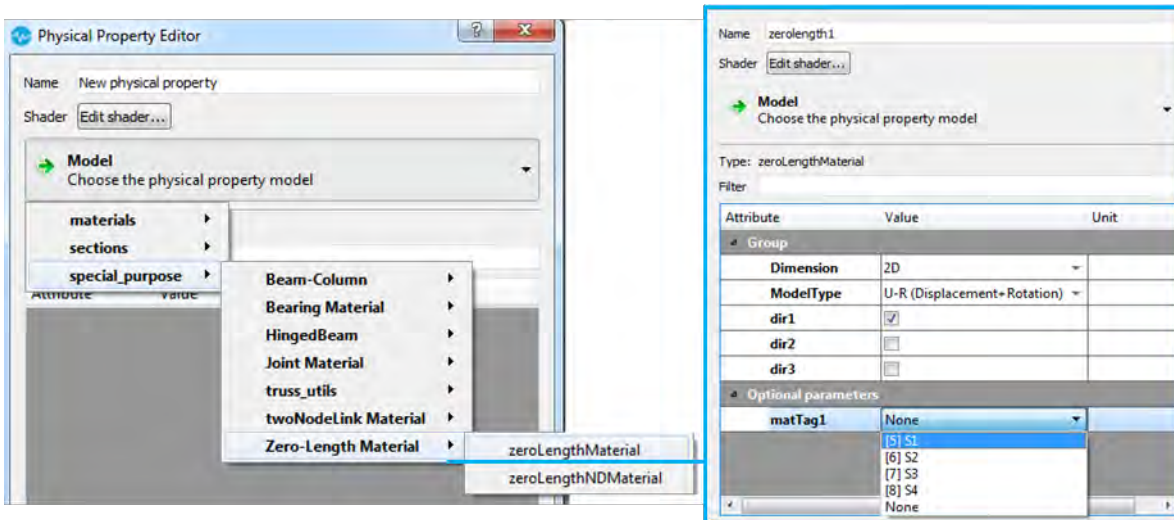 Physical Property Editor
Name New physical property
Shader Edit shader...
Model
Choose the physical property model
materials
sections
special_purpose
Attribute Value
Beam-Column
Bearing Material
HingedBeam
Joint Material
truss_utils
twoNodeLink Material
Zero-Length Material
zeroLengthMaterial
zeroLengthNDMaterial
Name zerolength1
Shader Edit shader...
Model
Choose the physical property model
Type: zeroLengthMaterial
Filter
Attribute Value Unit
Group
Dimension 2D
ModelType U-R (Displacement+Rotation)
dir1
dir2
dir3
Optional parameters
matTag1 None
[5] S1
[6] S2
[7] S3
[8] S4
None